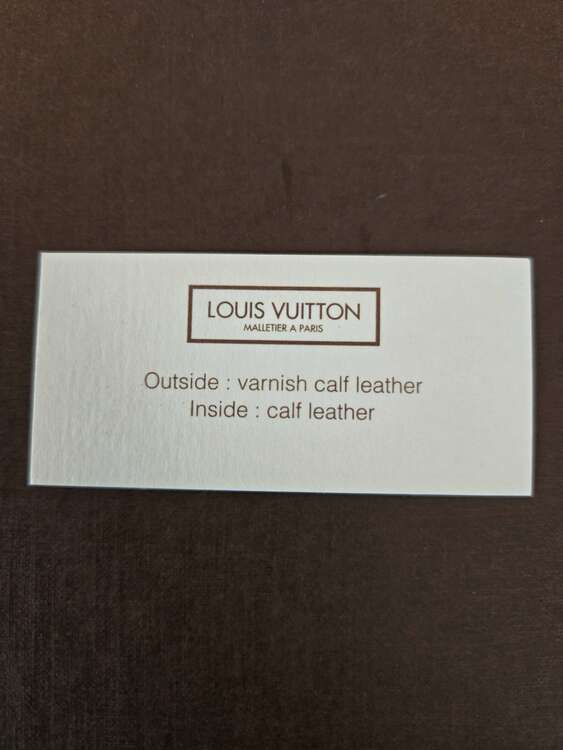 LOUIS VUITTON
MALLETIER A PARIS
Outside : varnish calf leather
Inside : calf leather